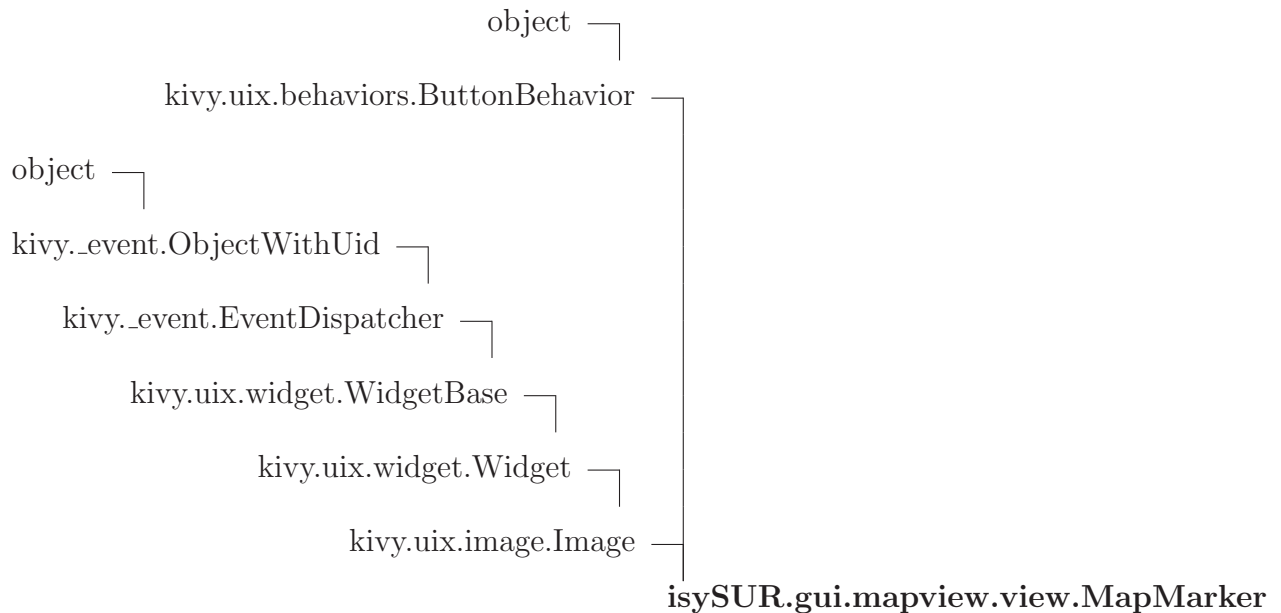 object
kivy.uix.behaviors.ButtonBehavior
object
kivy._event.ObjectWithUid
kivy._event.EventDispatcher
kivy.uix.widget.WidgetBase
kivy.uix.widget.Widget
kivy.uix.image.Image
isySUR.gui.mapview.view.MapMarker